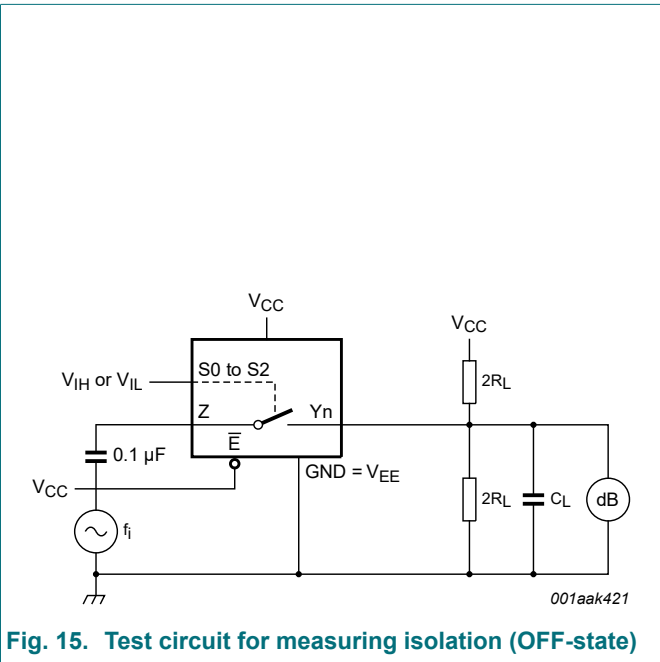 VCC
VCC
S0 to S2
VIH or VIL
2RL
Z
Yn
E̅
0.1 µF
GND = VEE
VCC
2RL
CL
dB
fi
001aak421
Fig. 15. Test circuit for measuring isolation (OFF-state)